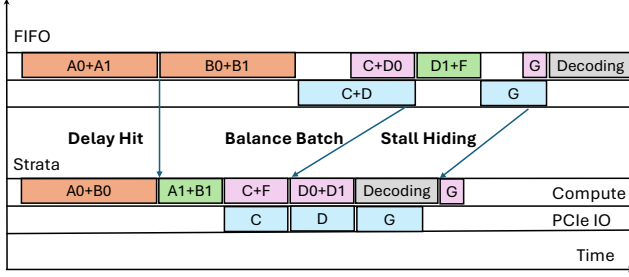 FIFO
A0+A1 B0+B1 C+D0 D1+F G Decoding
C+D G
Delay Hit Balance Batch Stall Hiding
Strata
A0+B0 A1+B1 C+F D0+D1 Decoding G Compute
C D G PCIe IO
Time